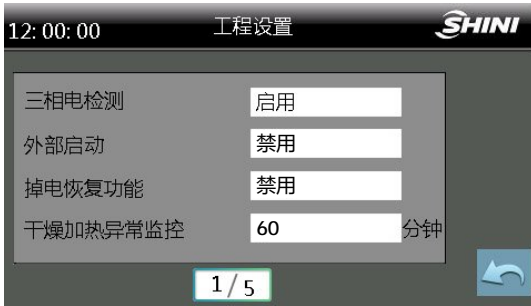 12:00:00 工程设置 SHINI
三相电检测 启用
外部启动 禁用
掉电恢复功能 禁用
干燥加热异常监控 60 分钟
1/5